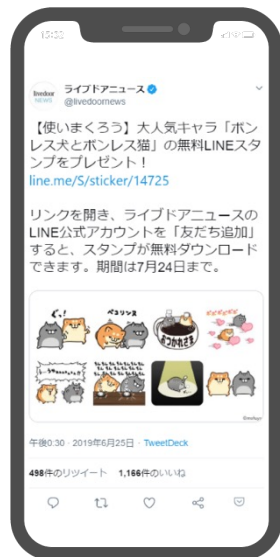 15:53
livedoor NEWS
ライブドアニュース
@livedoornews
【使いまくろう】大人気キャラ「ボン
レス犬とボンレス猫」の無料LINEスタ
ンプをプレゼント!
line.me/S/sticker/14725
リンクを開き、ライブドアニュースの
LINE公式アカウントを「友だち追加」
すると、スタンプが無料ダウンロード
できます。期間は7月24日まで。
ペコリンヌ
おつかれさま
午後0:30 · 2019年6月25日 · TweetDeck
498件のリツイート 1,166件のいいね